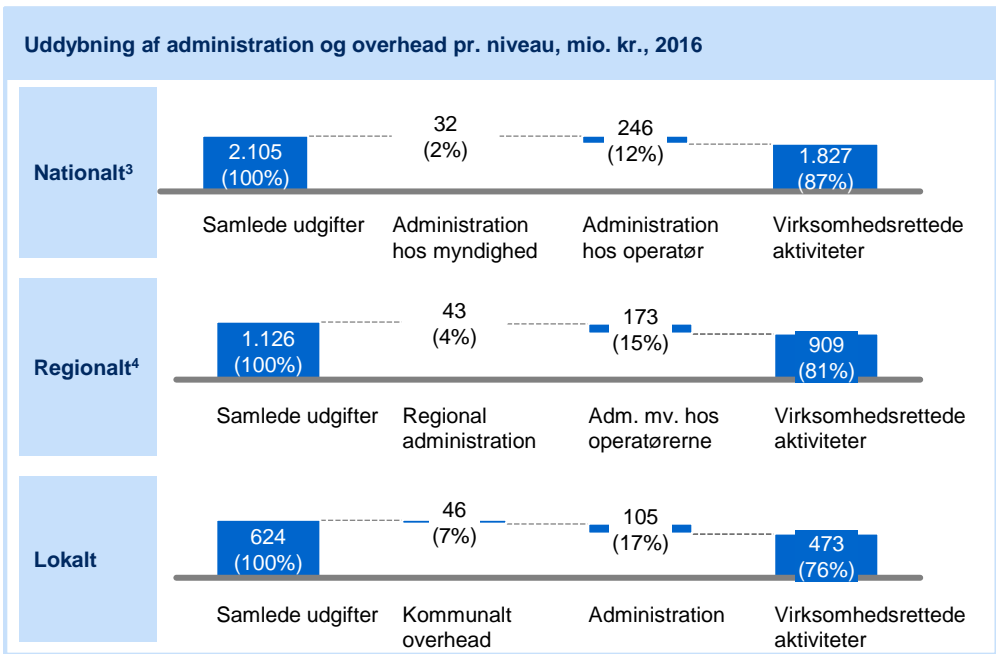 Uddybning af administration og overhead pr. niveau, mio. kr., 2016
Nationalt³
2.105
(100%)
32
(2%)
246
(12%)
1.827
(87%)
Samlede udgifter
Administration
hos myndighed
Administration
hos operatør
Virksomhedsrettede
aktiviteter
Regionalt⁴
1.126
(100%)
43
(4%)
173
(15%)
909
(81%)
Samlede udgifter
Regional
administration
Adm. mv. hos
operatørerne
Virksomhedsrettede
aktiviteter
Lokalt
624
(100%)
46
(7%)
105
(17%)
473
(76%)
Samlede udgifter
Kommunalt
overhead
Administration
Virksomhedsrettede
aktiviteter